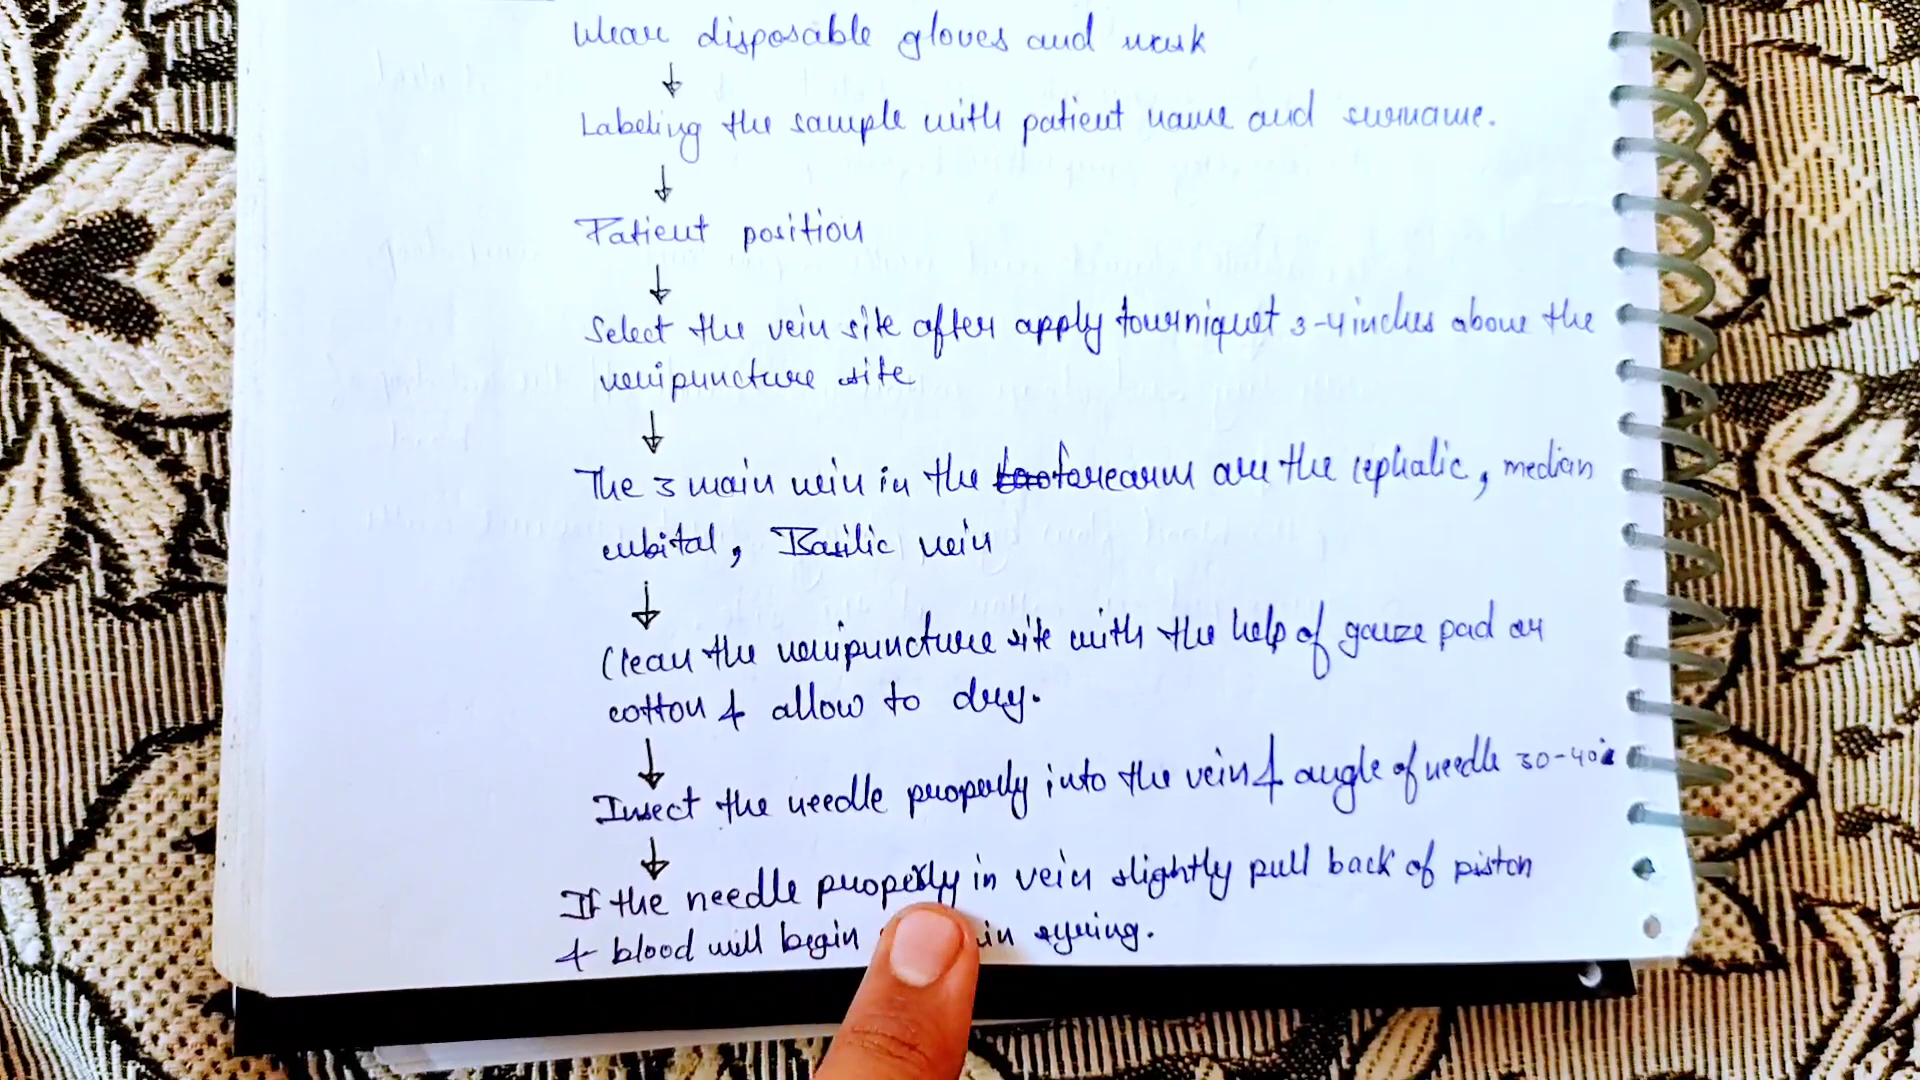 Wear disposable gloves and mask
Labeling the sample with patient name and surname.
Patient position
Select the vein site after apply tourniquet 3-4 inches above the
venipuncture site
The 3 main vein in the forearm are the cephalic, median
cubital, Basilic vein
Clean the venipuncture site with the help of gauze pad or
cotton & allow to dry.
Insect the needle properly into the vein & angle of needle 30-40°
If the needle properly in vein slightly pull back of piston
& blood will begin in syring.